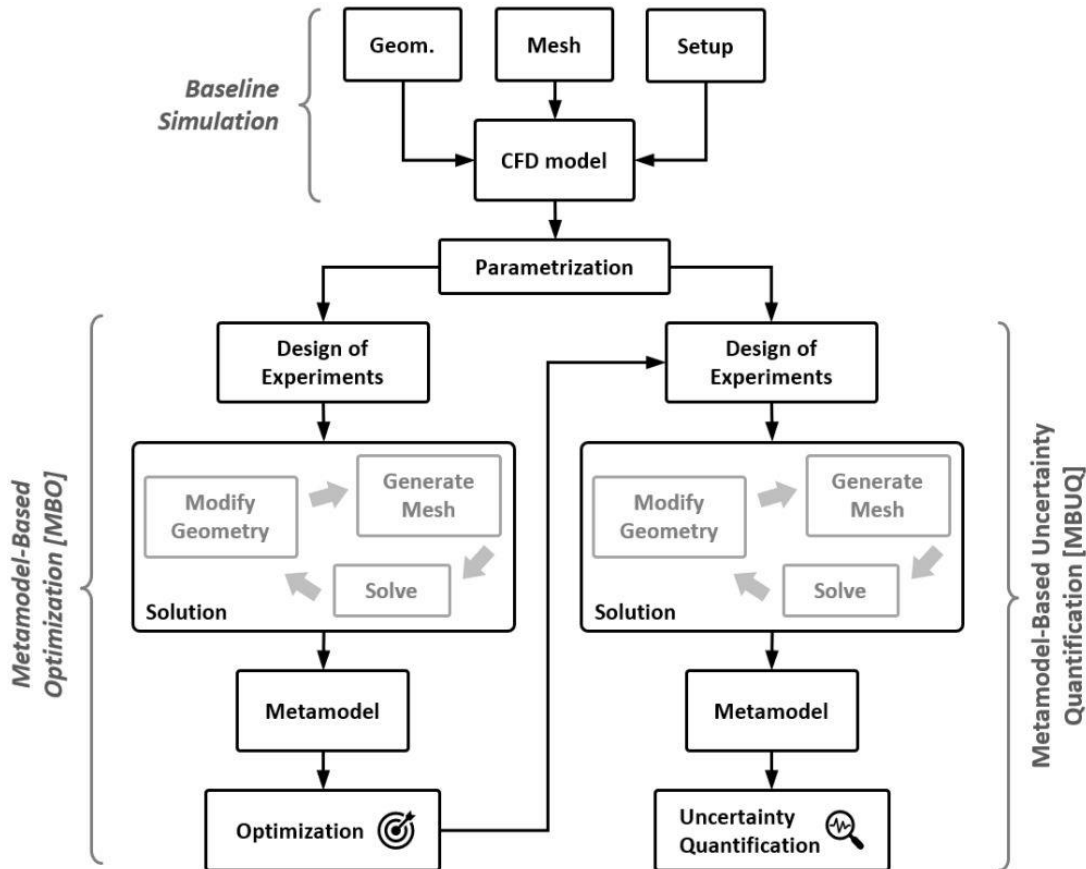 Geom.
Mesh
Setup
Baseline
Simulation
CFD model
Parametrization
Design of
Experiments
Modify
Geometry
Generate
Mesh
Solve
Solution
Metamodel
Optimization
Metamodel-Based
Optimization [MBO]
Design of
Experiments
Modify
Geometry
Generate
Mesh
Solve
Solution
Metamodel
Uncertainty
Quantification
Metamodel-Based Uncertainty
Quantification [MBUQ]